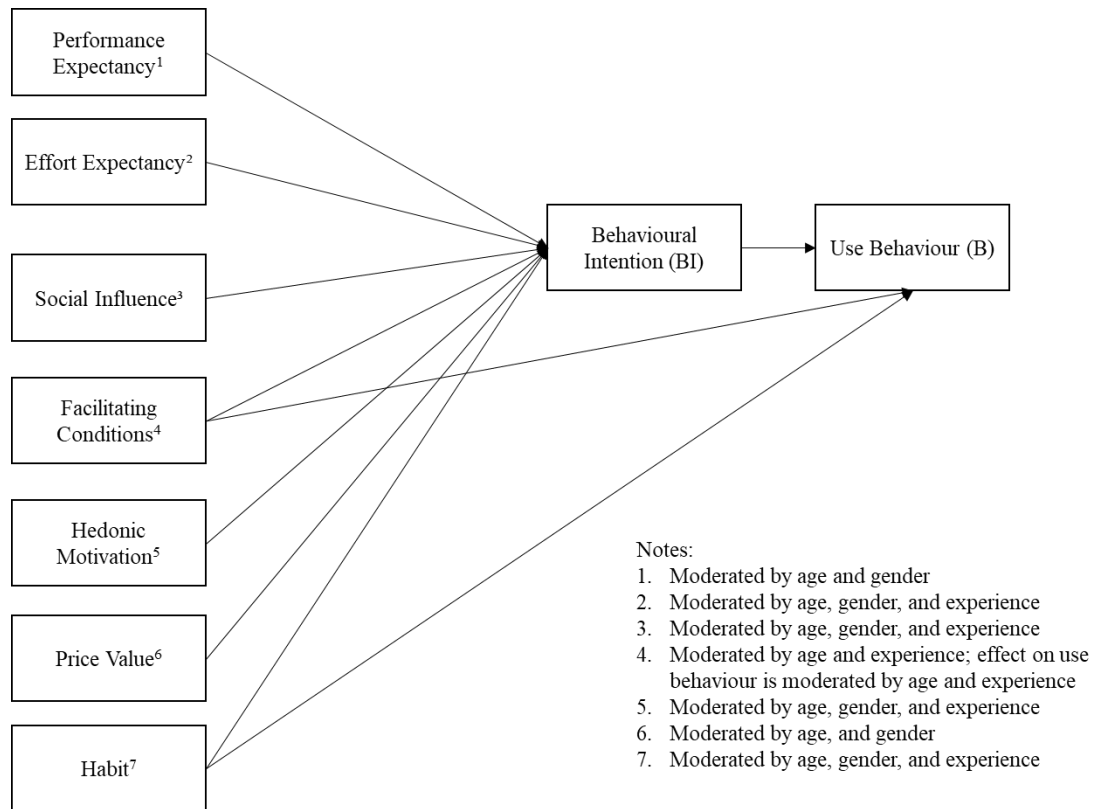 Performance
Expectancy¹
Effort Expectancy²
Social Influence³
Facilitating
Conditions⁴
Hedonic
Motivation⁵
Price Value⁶
Habit⁷
Behavioural
Intention (BI)
Use Behaviour (B)
Notes:
1. Moderated by age and gender
2. Moderated by age, gender, and experience
3. Moderated by age, gender, and experience
4. Moderated by age and experience; effect on use
behaviour is moderated by age and experience
5. Moderated by age, gender, and experience
6. Moderated by age, and gender
7. Moderated by age, gender, and experience